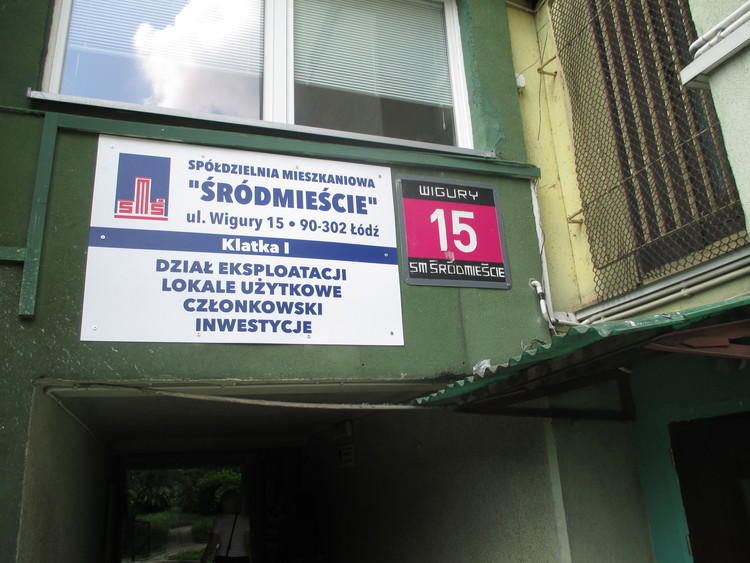 SMŚ
SPÓŁDZIELNIA MIESZKANIOWA
"ŚRÓDMIEŚCIE"
ul. Wigury 15 • 90-302 Łódź
Klatka I
DZIAŁ EKSPLOATACJI
LOKALE UŻYTKOWE
CZŁONKOWSKI
INWESTYCJE
WIGURY
15
SM ŚRÓDMIEŚCIE